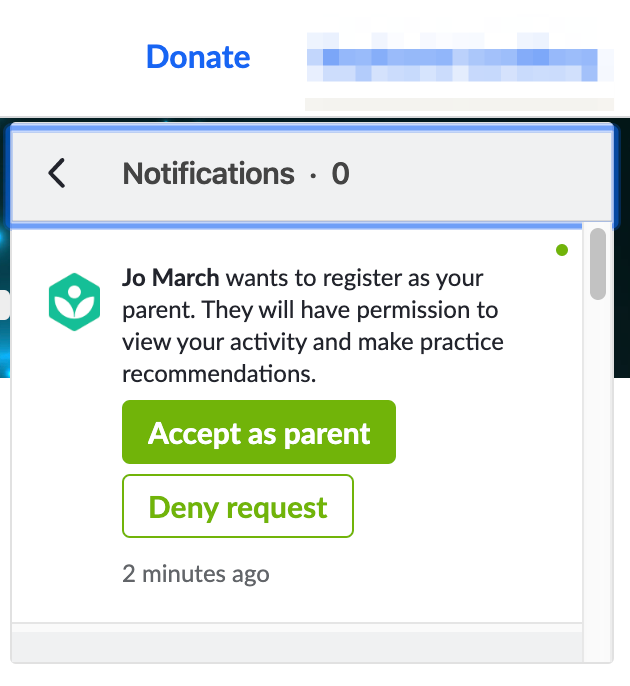 Donate
Notifications · 0
Jo March wants to register as your
parent. They will have permission to
view your activity and make practice
recommendations.
Accept as parent
Deny request
2 minutes ago